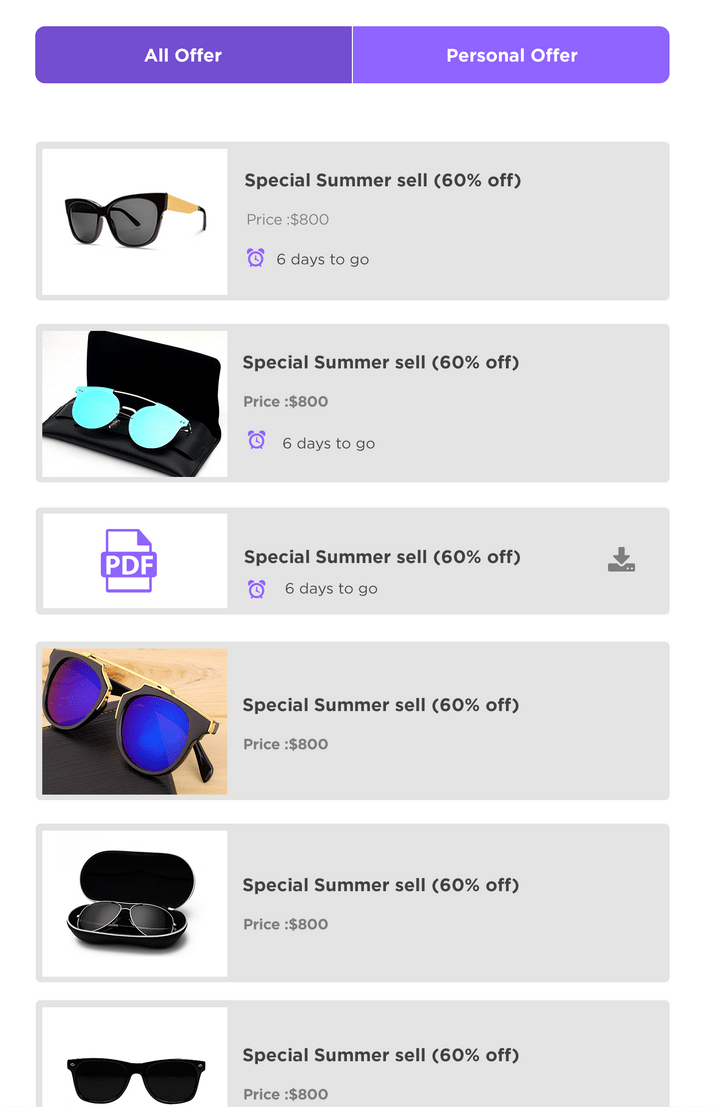 All Offer
Personal Offer
Special Summer sell (60% off)
Price :$800
6 days to go
Special Summer sell (60% off)
Price :$800
6 days to go
PDF
Special Summer sell (60% off)
6 days to go
Special Summer sell (60% off)
Price :$800
Special Summer sell (60% off)
Price :$800
Special Summer sell (60% off)
Price :$800